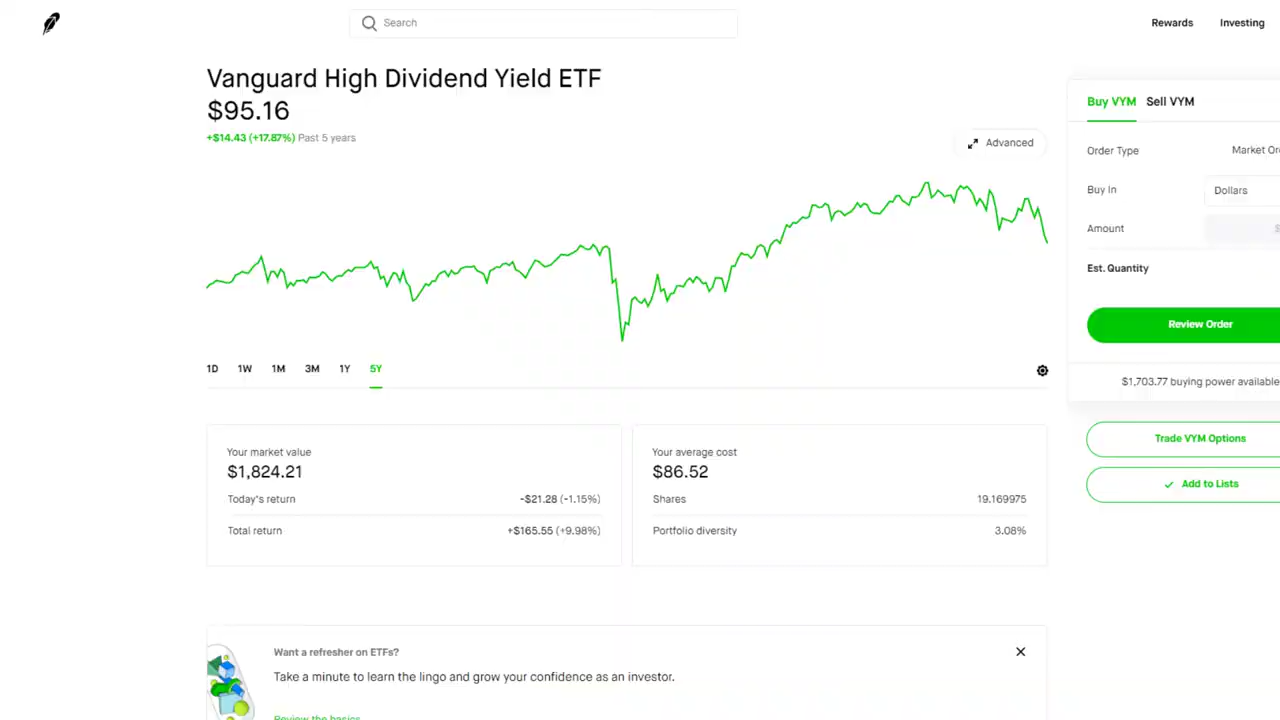 Search
Rewards
Investing
Vanguard High Dividend Yield ETF
$95.16
+$14.43 (+17.87%) Past 5 years
Advanced
1D 1W 1M 3M 1Y 5Y
Buy VYM Sell VYM
Order Type Market Or
Buy In Dollars
Amount $
Est. Quantity
Review Order
$1,703.77 buying power available
Trade VYM Options
Add to Lists
Your market value
$1,824.21
Today's return -$21.28 (-1.15%)
Total return +$165.55 (+9.98%)
Your average cost
$86.52
Shares 19.169975
Portfolio diversity 3.08%
Want a refresher on ETFs?
Take a minute to learn the lingo and grow your confidence as an investor.
Review the basics